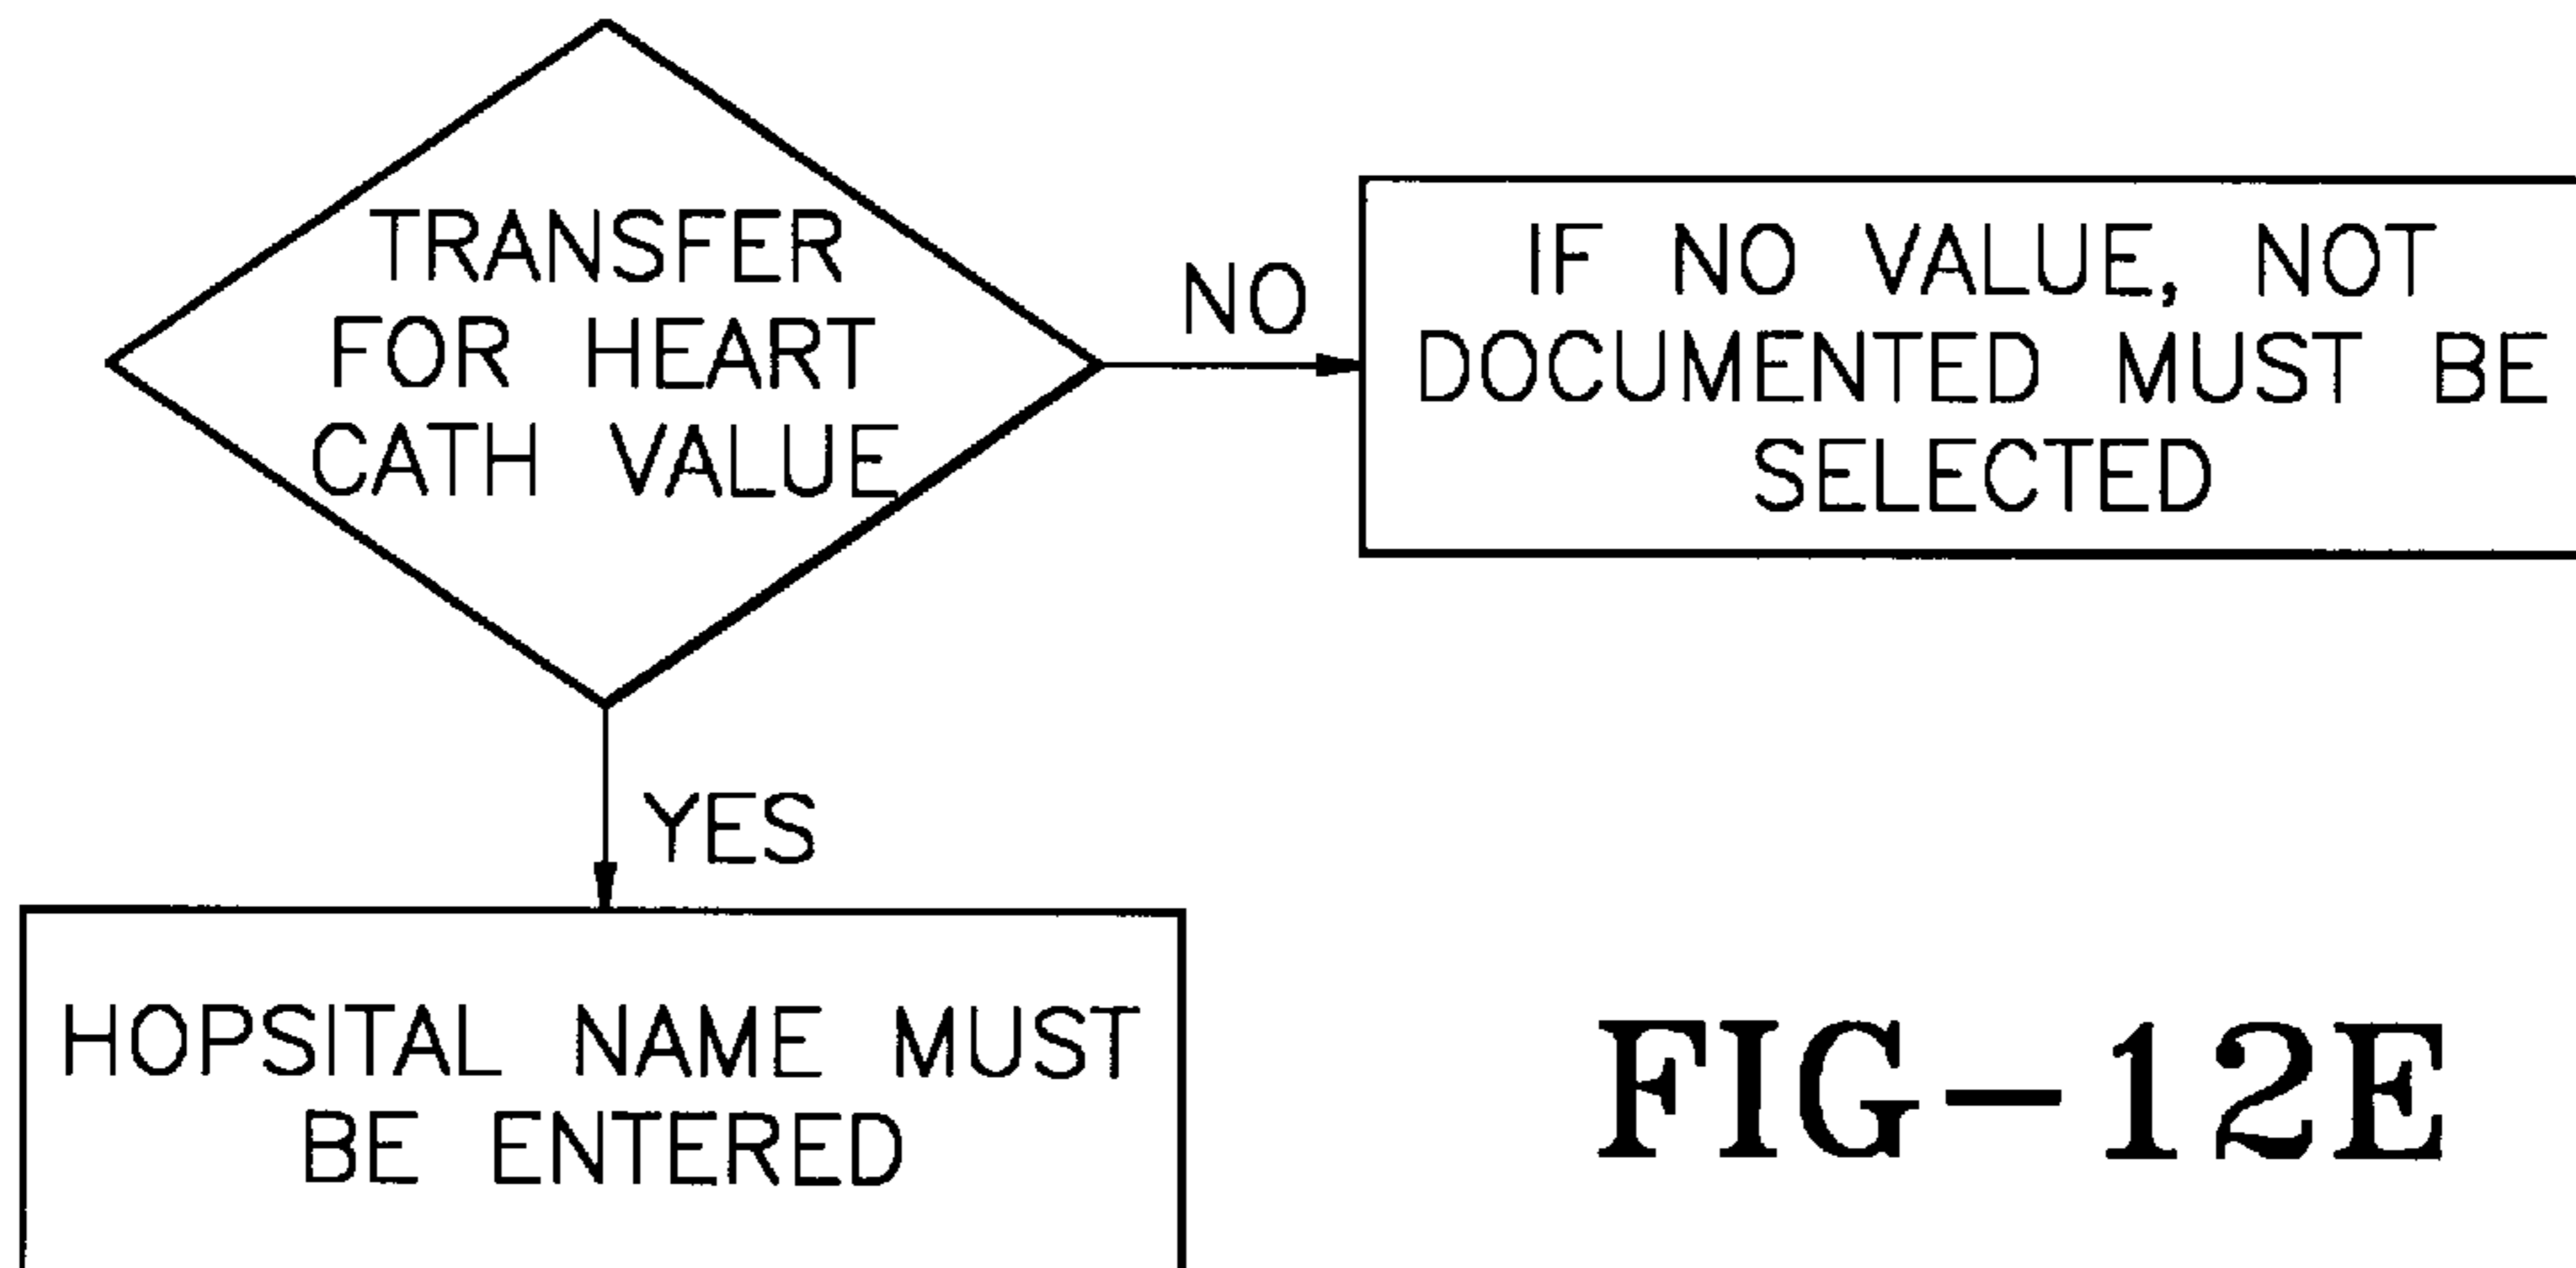 TRANSFER
FOR HEART
CATH VALUE
NO
IF NO VALUE, NOT
DOCUMENTED MUST BE
SELECTED
YES
HOPSITAL NAME MUST
BE ENTERED
FIG-12E